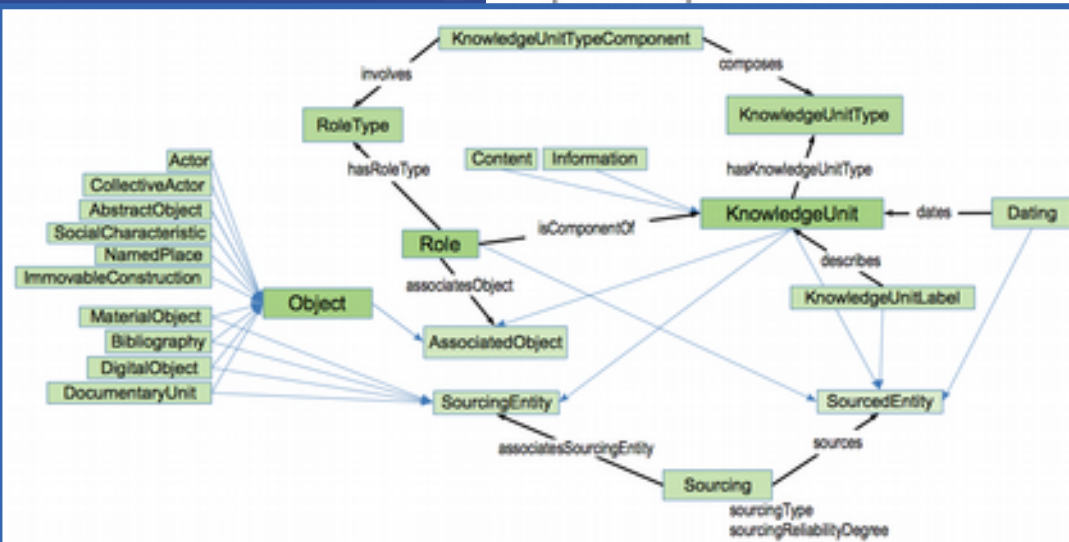 KnowledgeUnitTypeComponent
involves
composes
RoleType
KnowledgeUnitType
hasRoleType
Content
Information
hasKnowledgeUnitType
Actor
CollectiveActor
AbstractObject
SocialCharacteristic
NamedPlace
ImmovableConstruction
Role
isComponentOf
KnowledgeUnit
dates
Dating
describes
associatesObject
KnowledgeUnitLabel
Object
MaterialObject
Bibliography
DigitalObject
DocumentaryUnit
AssociatedObject
SourcingEntity
SourcedEntity
associatesSourcingEntity
sources
Sourcing
sourcingType
sourcingReliabilityDegree